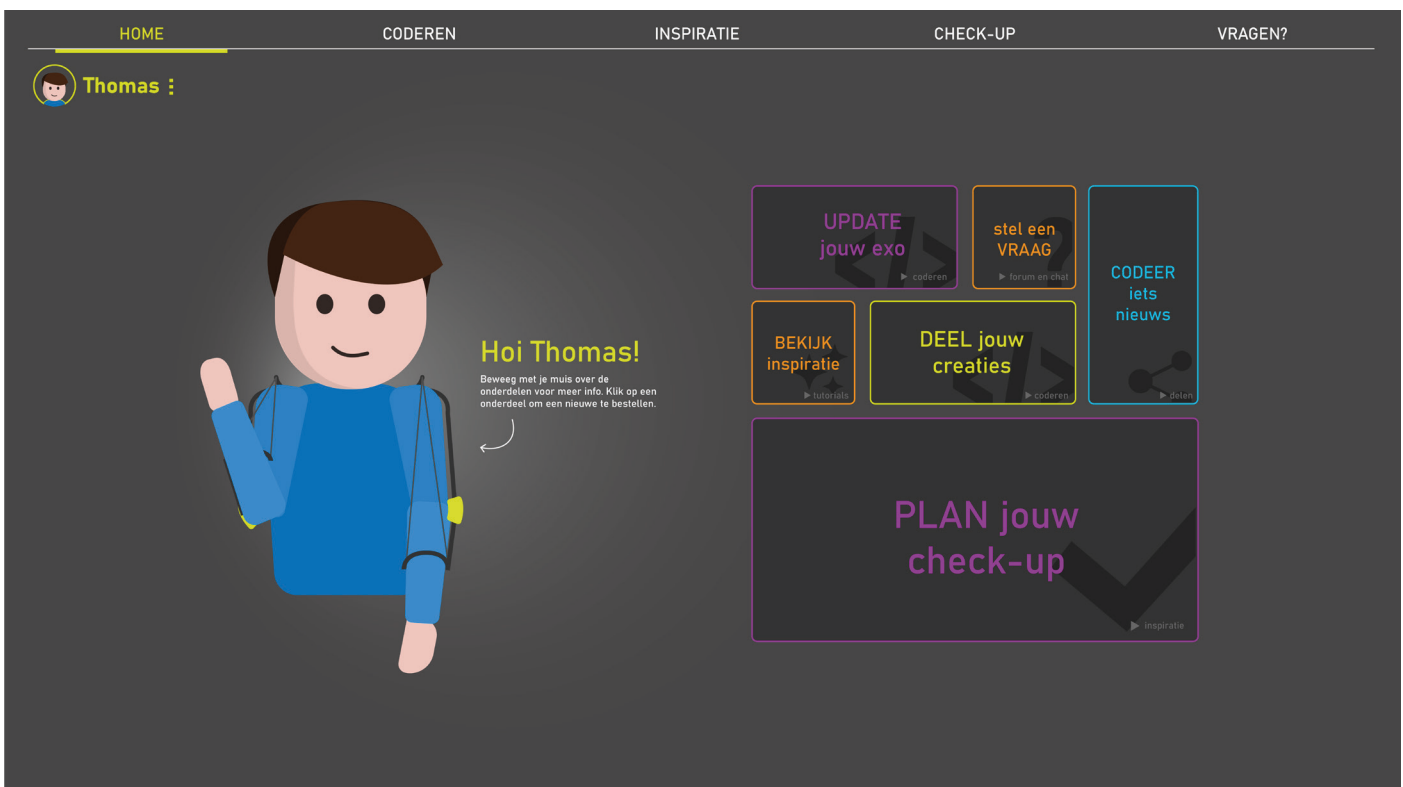 HOME
CODEREN
INSPIRATIE
CHECK-UP
VRAGEN?
Thomas
Hoi Thomas!
Beweeg met je muis over de
onderdelen voor meer info. Klik op een
onderdeel om een nieuwe te bestellen.
UPDATE
jouw exo
coderen
stel een
VRAAG
forum en chat
CODEER
iets
nieuws
delen
BEKIJK
inspiratie
tutorials
DEEL jouw
creaties
coderen
PLAN jouw
check-up
inspiratie